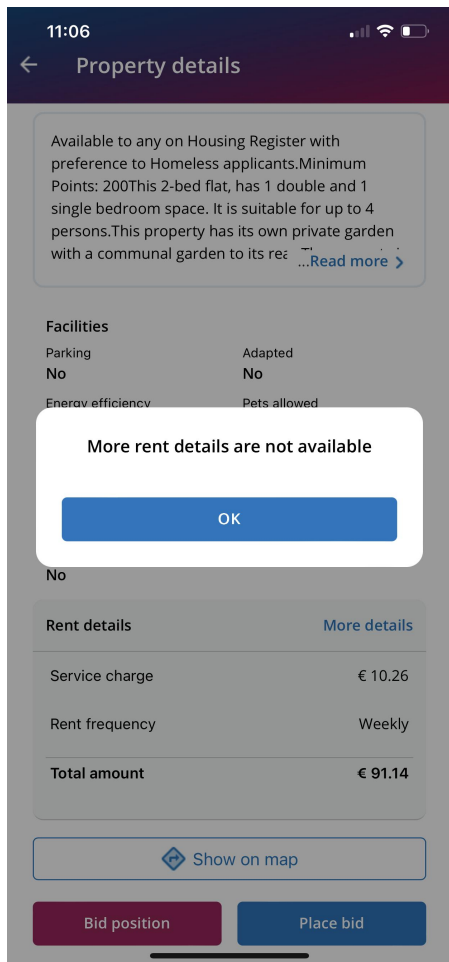 11:06
Property details
Available to any on Housing Register with
preference to Homeless applicants.Minimum
Points: 200This 2-bed flat, has 1 double and 1
single bedroom space. It is suitable for up to 4
persons.This property has its own private garden
with a communal garden to its rea
...Read more
Facilities
Parking Adapted
No No
Energy efficiency Pets allowed
More rent details are not available
OK
No
Rent details More details
Service charge € 10.26
Rent frequency Weekly
Total amount € 91.14
Show on map
Bid position Place bid